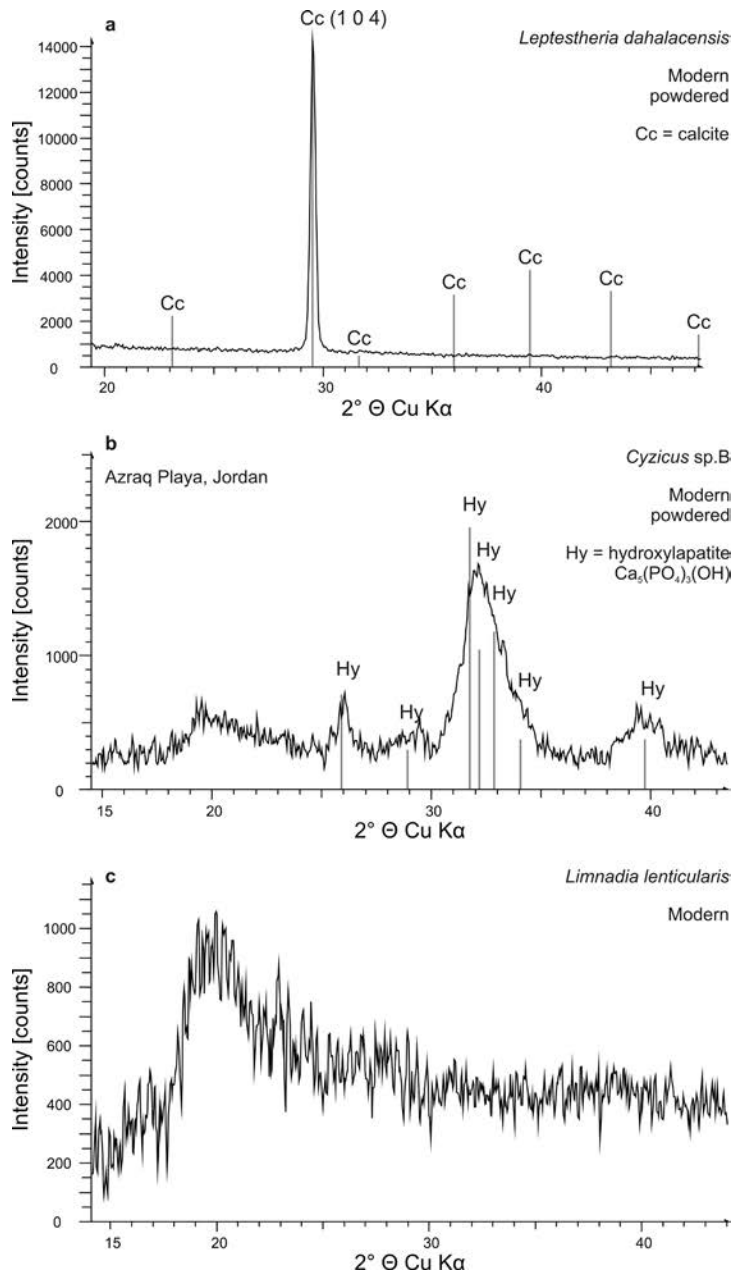 a
Cc (1 0 4)
Leptestheria dahalacensis
Modern
powdered
Cc = calcite
14000
12000
10000
8000
6000
4000
2000
0
Intensity [counts]
Cc
Cc
Cc
Cc
Cc
Cc
20
30
40
2° Θ Cu Kα
b
Azraq Playa, Jordan
Cyzicus sp.B
Modern
powdered
Hy = hydroxylapatite
Ca₅(PO₄)₃(OH)
2000
1000
0
Intensity [counts]
Hy
Hy
Hy
Hy
Hy
Hy
Hy
15
20
30
40
2° Θ Cu Kα
c
Limnadia lenticularis
Modern
1000
800
600
400
200
0
Intensity [counts]
15
20
30
40
2° Θ Cu Kα